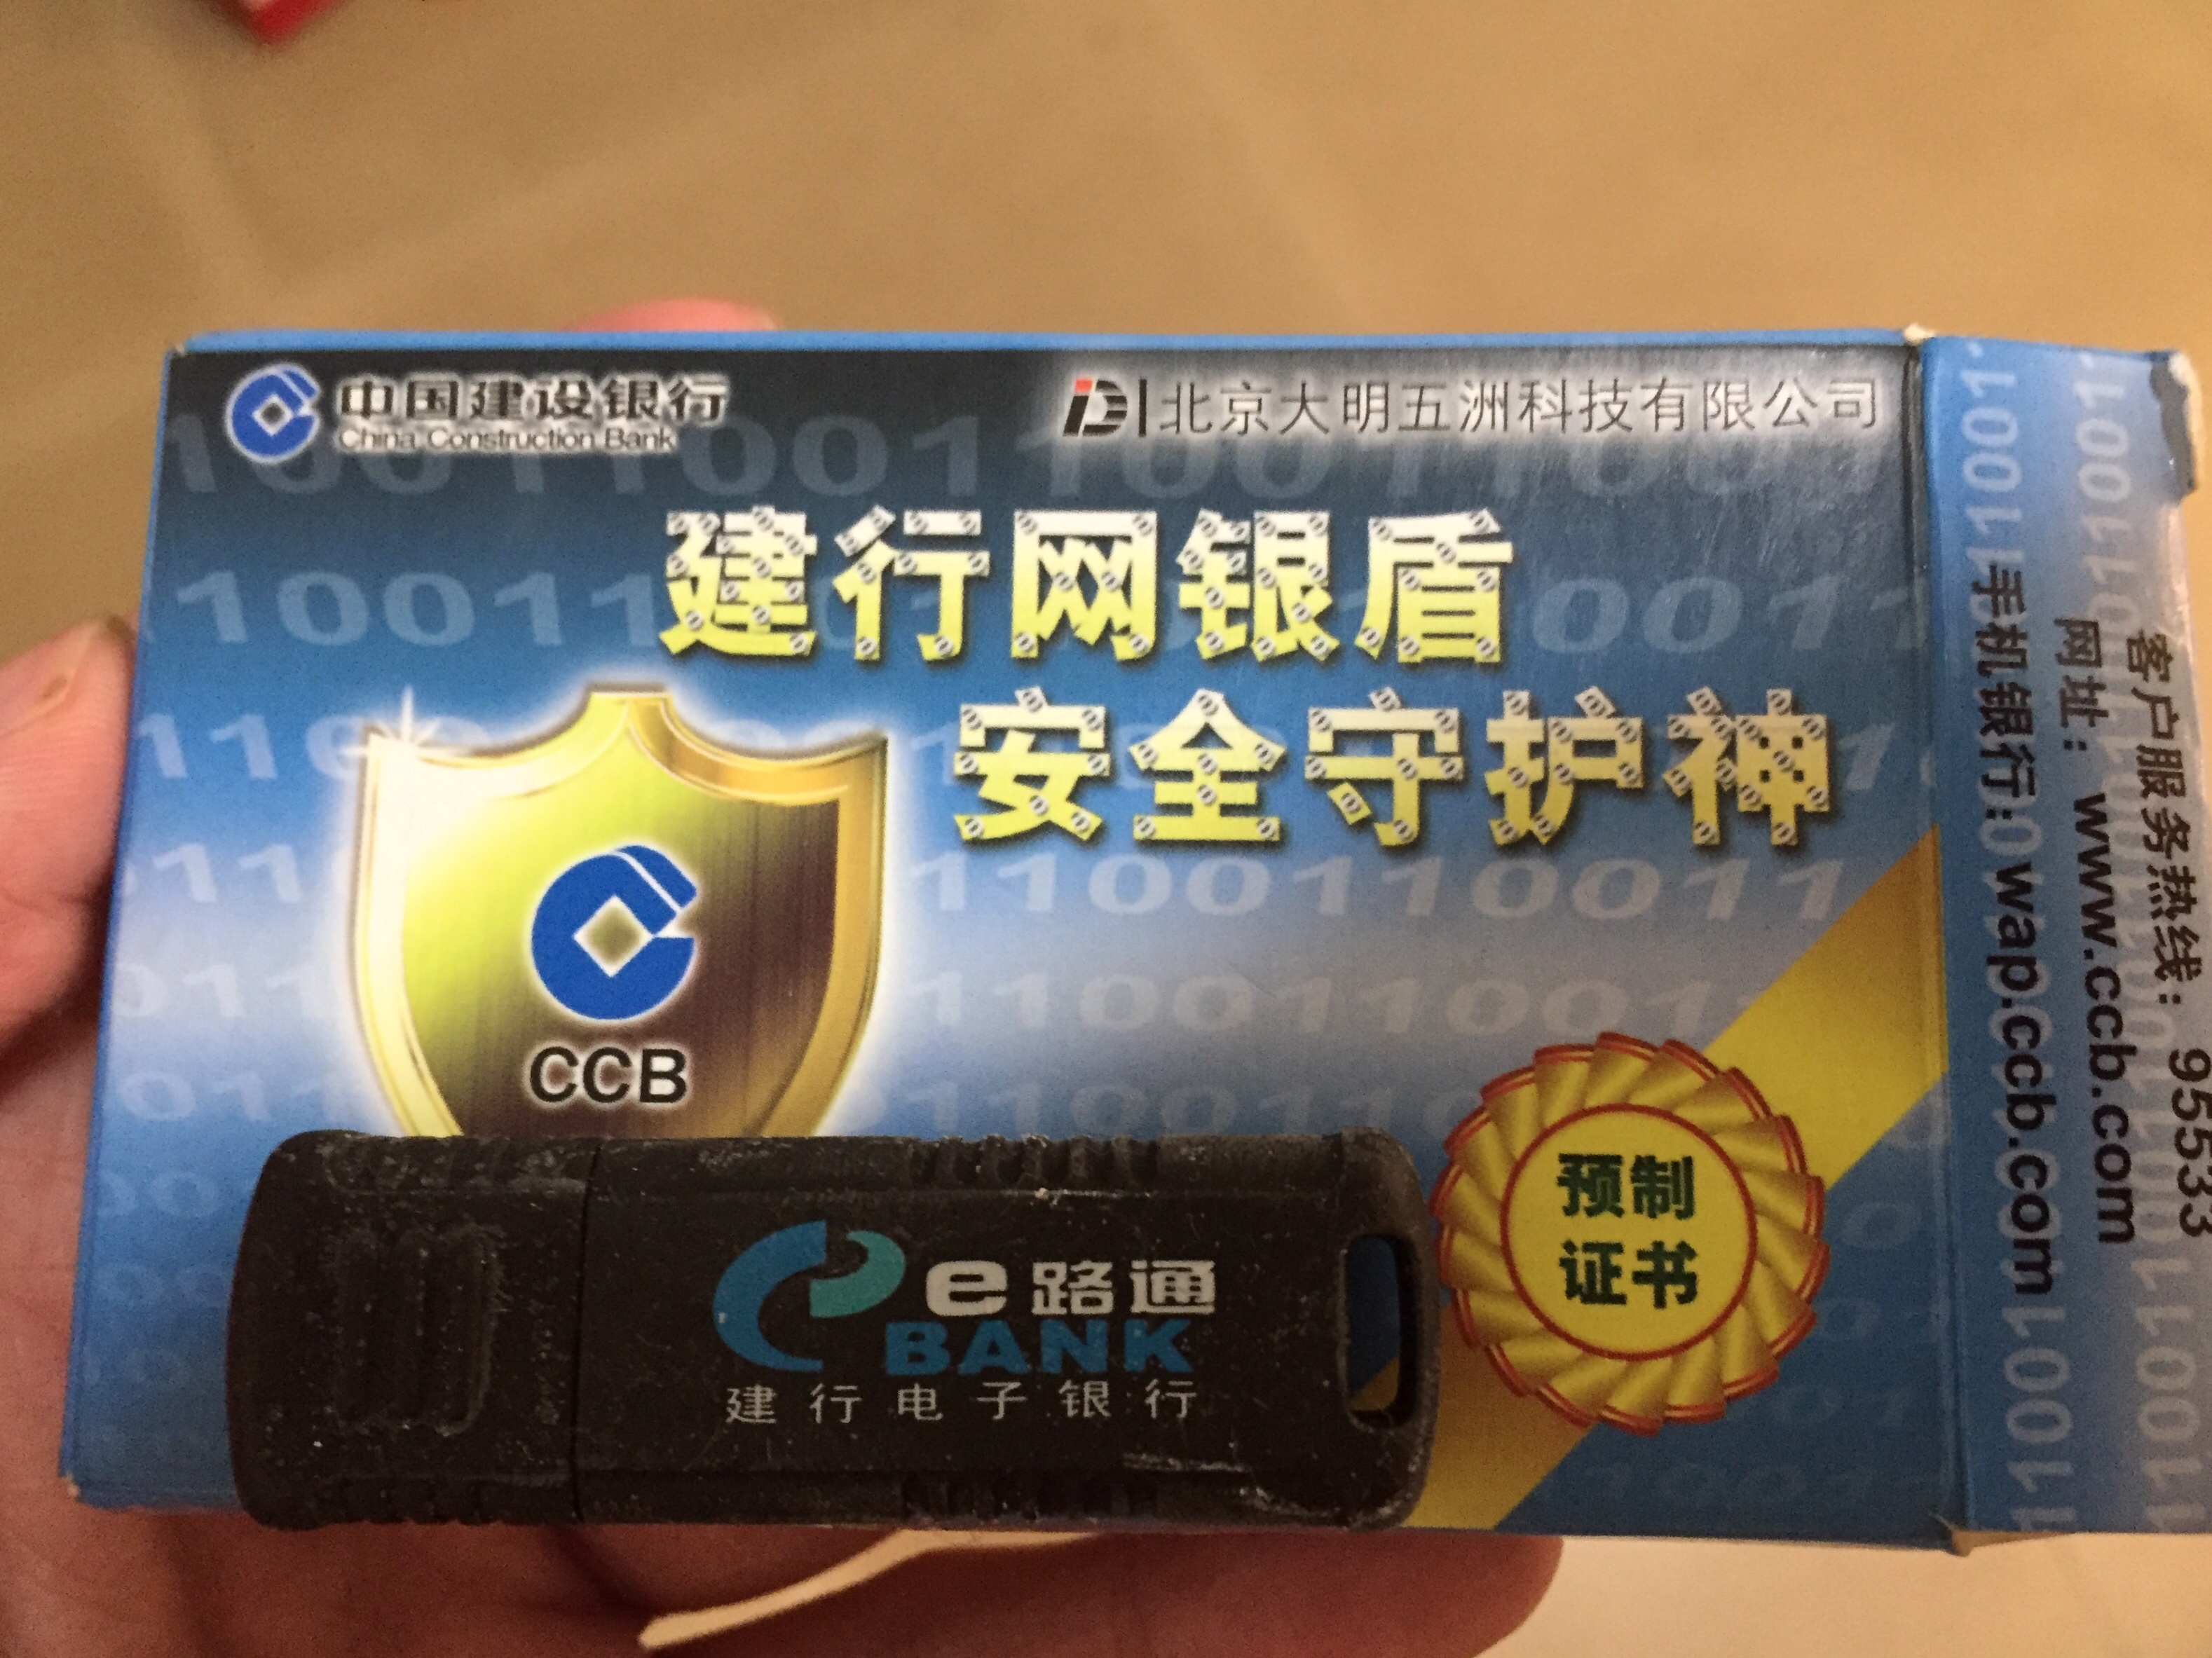 中国建设银行
China Construction Bank
北京大明五洲科技有限公司
建行网银盾
安全守护神
CCB
预制
证书
e路通
BANK
建行电子银行
客户服务热线：95533
网址：www.ccb.com
手机银行：wap.ccb.com